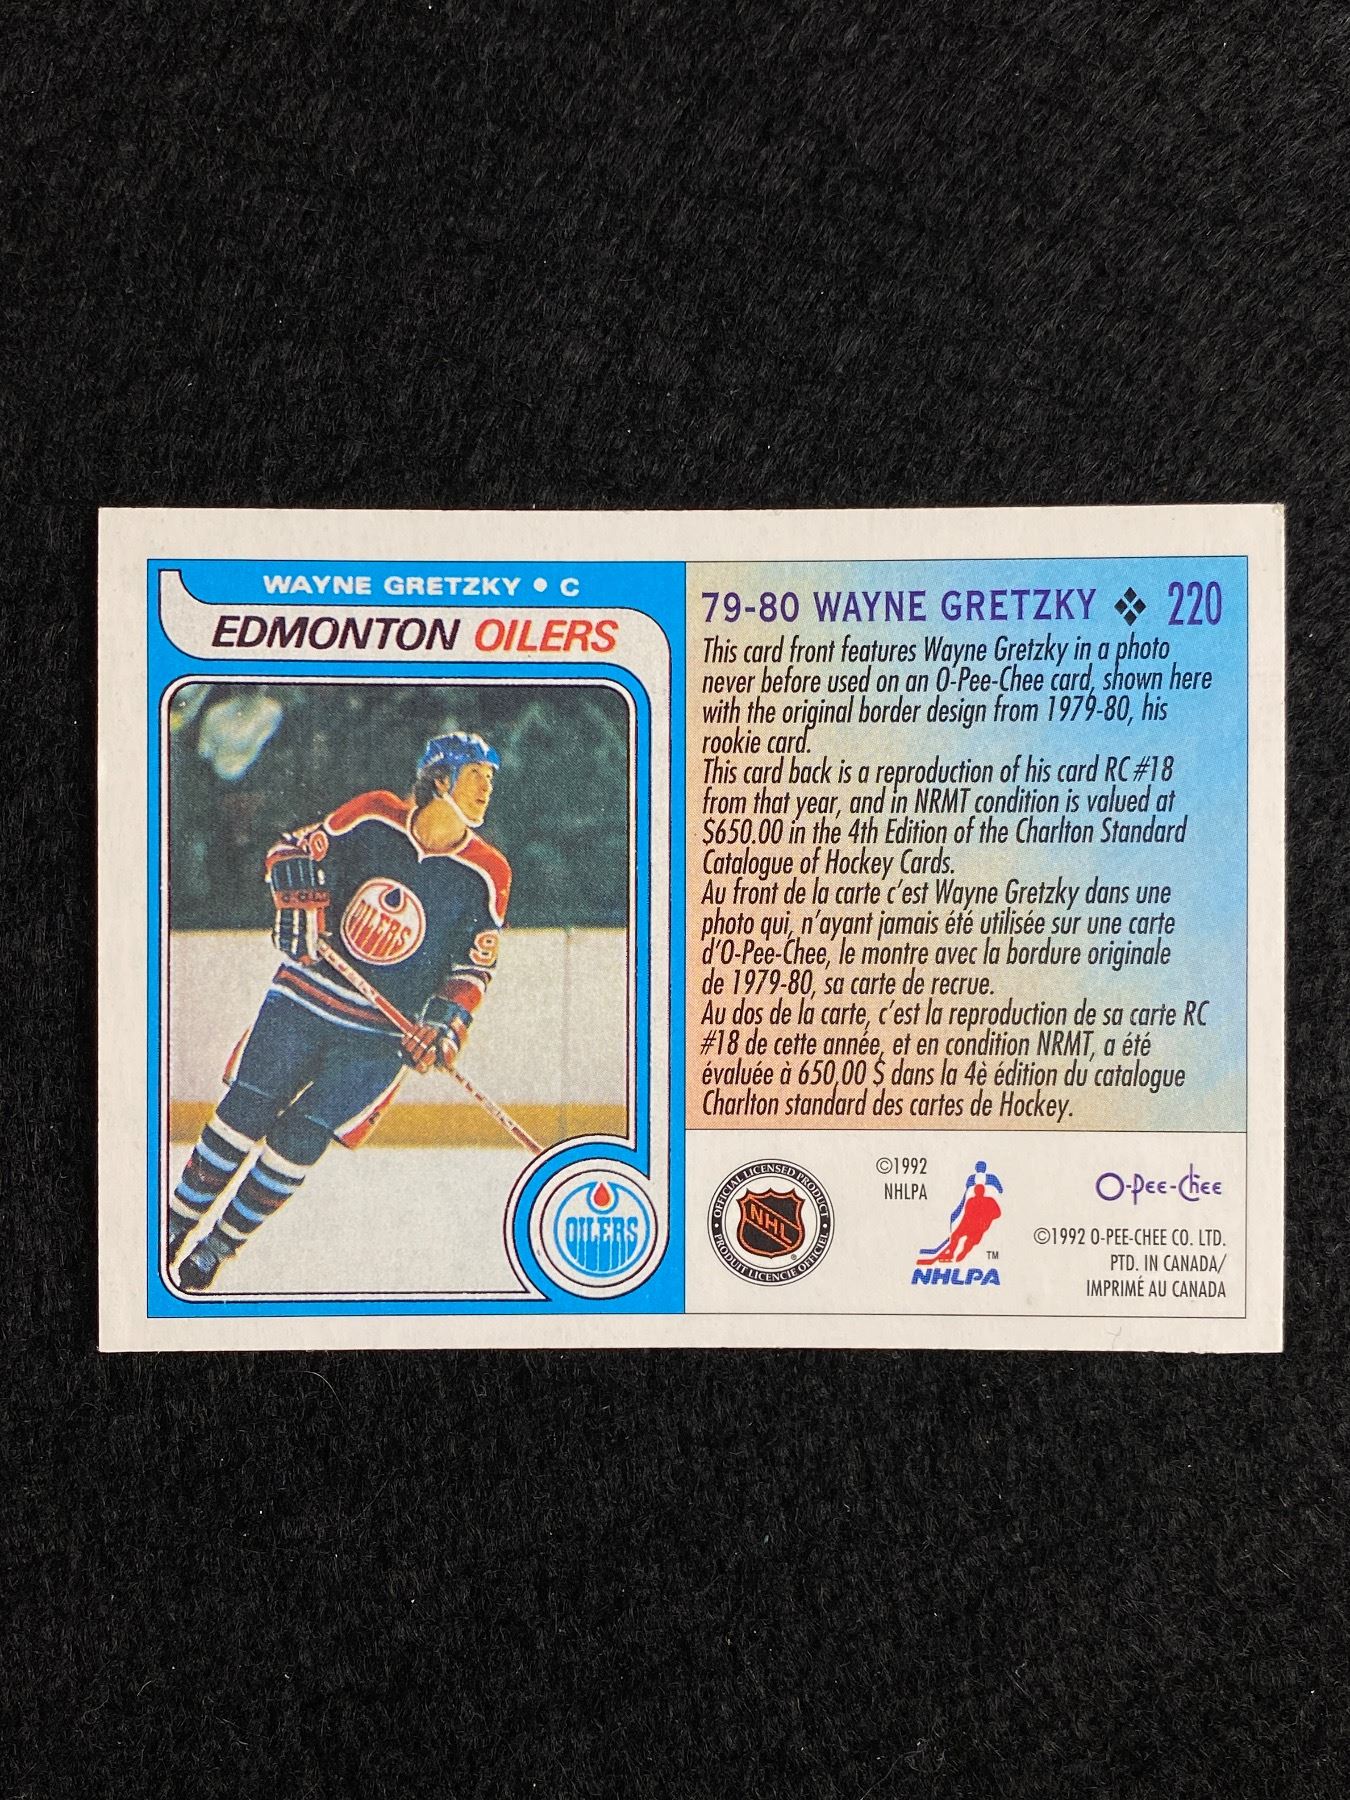 WAYNE GRETZKY • C
EDMONTON OILERS
OILERS
9
OILERS
79-80 WAYNE GRETZKY ❖ 220
This card front features Wayne Gretzky in a photo
never before used on an O-Pee-Chee card, shown here
with the original border design from 1979-80, his
rookie card.
This card back is a reproduction of his card RC #18
from that year, and in NRMT condition is valued at
$650.00 in the 4th Edition of the Charlton Standard
Catalogue of Hockey Cards.
Au front de la carte c'est Wayne Gretzky dans une
photo qui, n'ayant jamais été utilisée sur une carte
d'O-Pee-Chee, le montre avec la bordure originale
de 1979-80, sa carte de recrue.
Au dos de la carte, c'est la reproduction de sa carte RC
#18 de cette année, et en condition NRMT, a été
évaluée à 650,00 $ dans la 4è édition du catalogue
Charlton standard des cartes de Hockey.
OFFICIAL LICENSED PRODUCT
NHL
PRODUIT LICENCIÉ OFFICIEL
©1992
NHLPA
TM
NHLPA
O-Pee-Chee
©1992 O-PEE-CHEE CO. LTD.
PTD. IN CANADA/
IMPRIMÉ AU CANADA